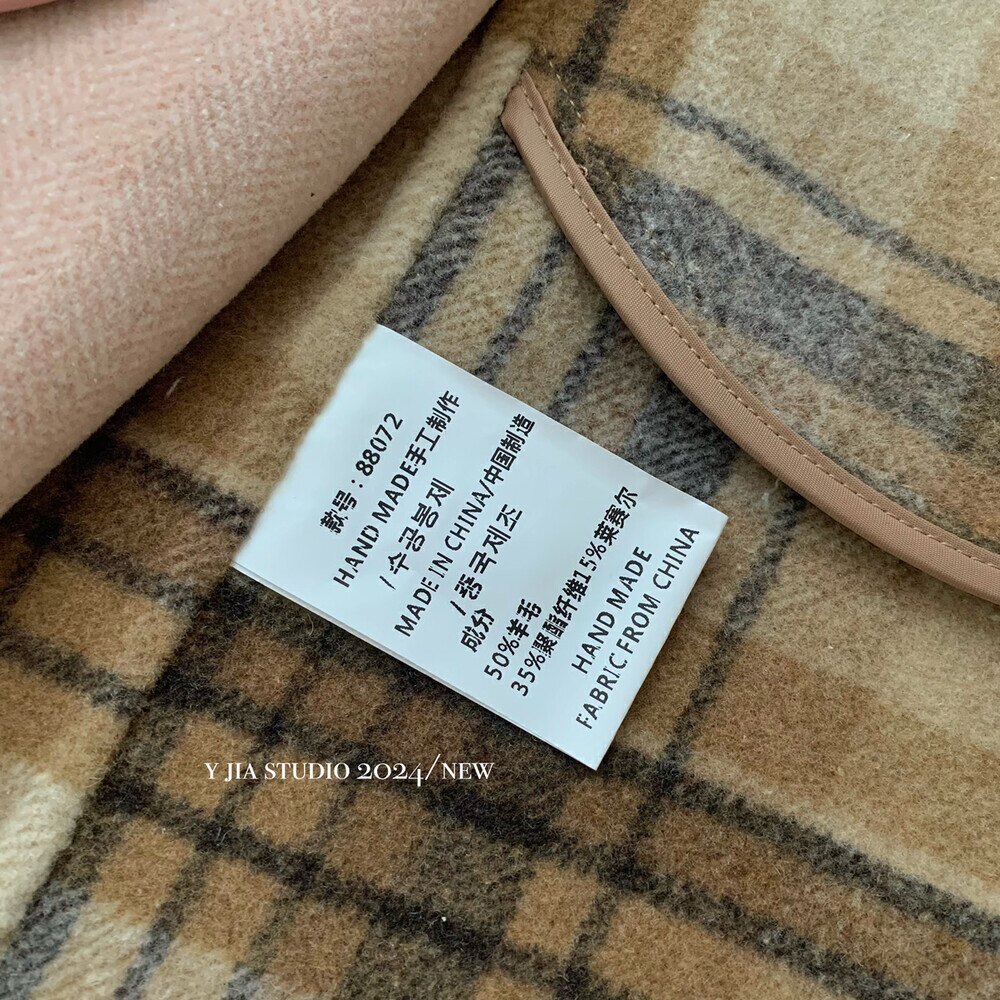 款号:88072
HAND MADE手工制作
/수공봉제
MADE IN CHINA/中国制造
/중국제조
成分
50%羊毛
35%聚酯纤维15%莱赛尔
HAND MADE
FABRIC FROM CHINA
Y JIA STUDIO 2024/NEW